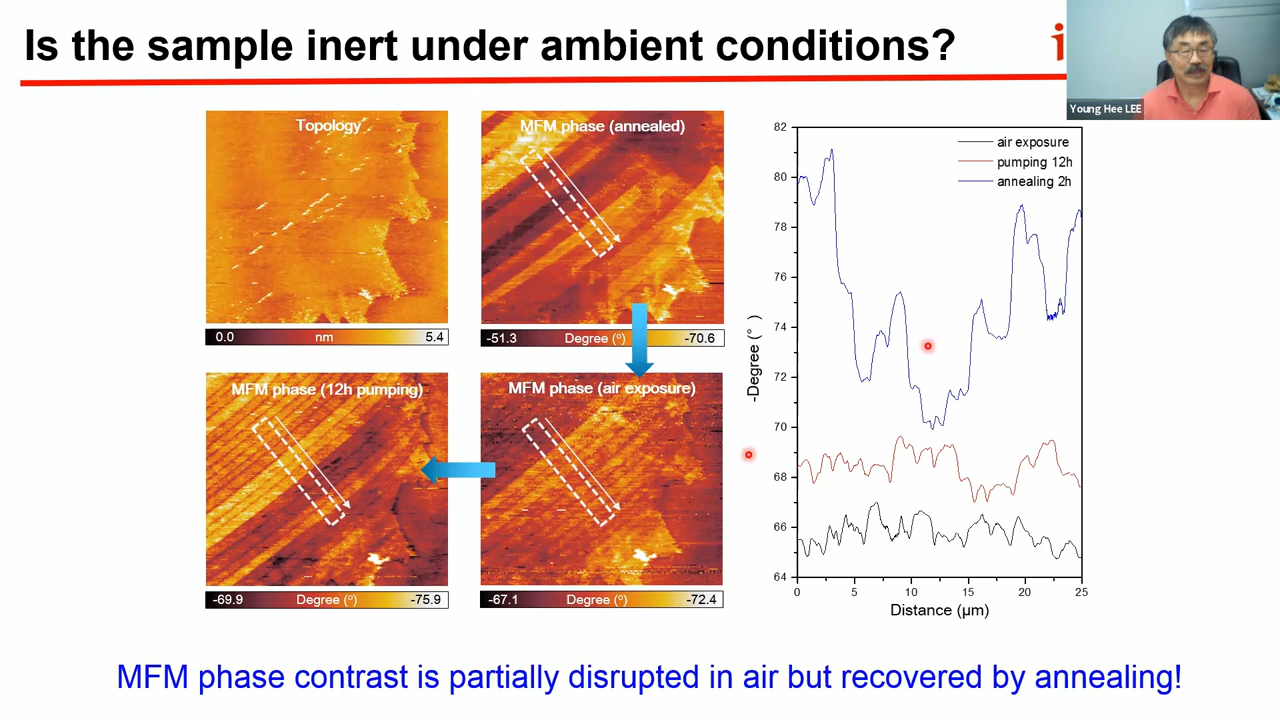 Is the sample inert under ambient conditions?
i
Young Hee LEE
Topology
0.0 nm 5.4
MFM phase (annealed)
-51.3 Degree (º) -70.6
MFM phase (12h pumping)
-69.9 Degree (º) -75.9
MFM phase (air exposure)
-67.1 Degree (º) -72.4
air exposure
pumping 12h
annealing 2h
-Degree (° )
82
80
78
76
74
72
70
68
66
64
0 5 10 15 20 25
Distance (μm)
MFM phase contrast is partially disrupted in air but recovered by annealing!